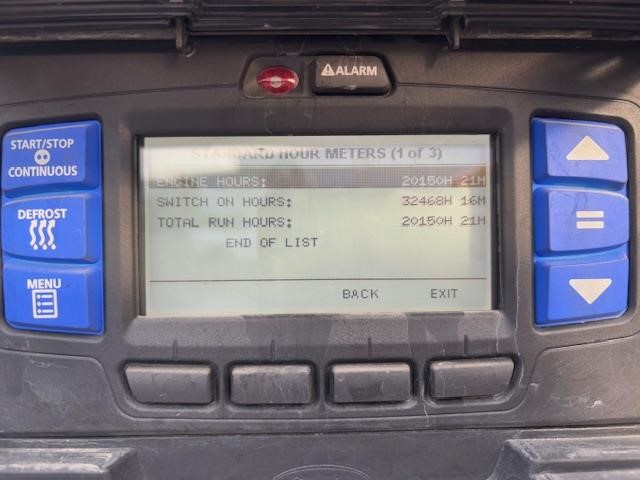 ALARM
START/STOP
CONTINUOUS
DEFROST
MENU
STANDARD HOUR METERS (1 of 3)
ENGINE HOURS: 20150H 21M
SWITCH ON HOURS: 32468H 16M
TOTAL RUN HOURS: 20150H 21M
END OF LIST
BACK EXIT